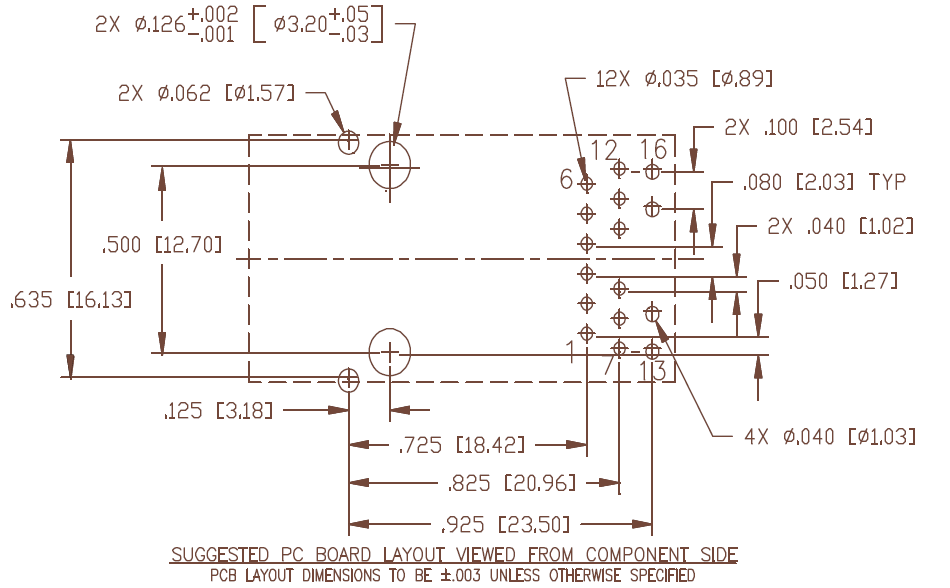 2X Ø.126 +.002 -.001 [ Ø3.20 +.05 -.03 ]
2X Ø.062 [Ø1.57]
12X Ø.035 [Ø.89]
2X .100 [2.54]
12
16
6
.080 [2.03] TYP
2X .040 [1.02]
.500 [12.70]
.050 [1.27]
.635 [16.13]
1
13
.125 [3.18]
4X Ø.040 [Ø1.03]
.725 [18.42]
.825 [20.96]
.925 [23.50]
SUGGESTED PC BOARD LAYOUT VIEWED FROM COMPONENT SIDE
PCB LAYOUT DIMENSIONS TO BE ±.003 UNLESS OTHERWISE SPECIFIED